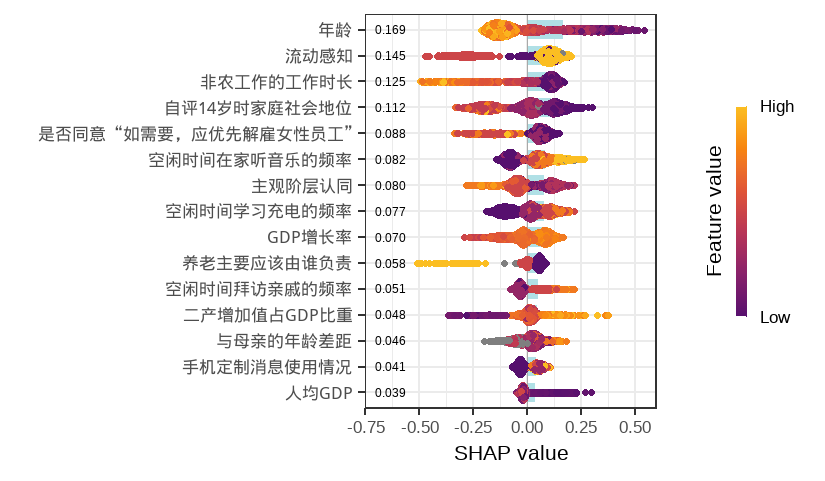 年龄 0.169
流动感知 0.145
非农工作的工作时长 0.125
自评14岁时家庭社会地位 0.112
是否同意“如需要，应优先解雇女性员工” 0.088
空闲时间在家听音乐的频率 0.082
主观阶层认同 0.080
空闲时间学习充电的频率 0.077
GDP增长率 0.070
养老主要应该由谁负责 0.058
空闲时间拜访亲戚的频率 0.051
二产增加值占GDP比重 0.048
与母亲的年龄差距 0.046
手机定制消息使用情况 0.041
人均GDP 0.039
-0.75 -0.50 -0.25 0.00 0.25 0.50
SHAP value
Feature value
High
Low